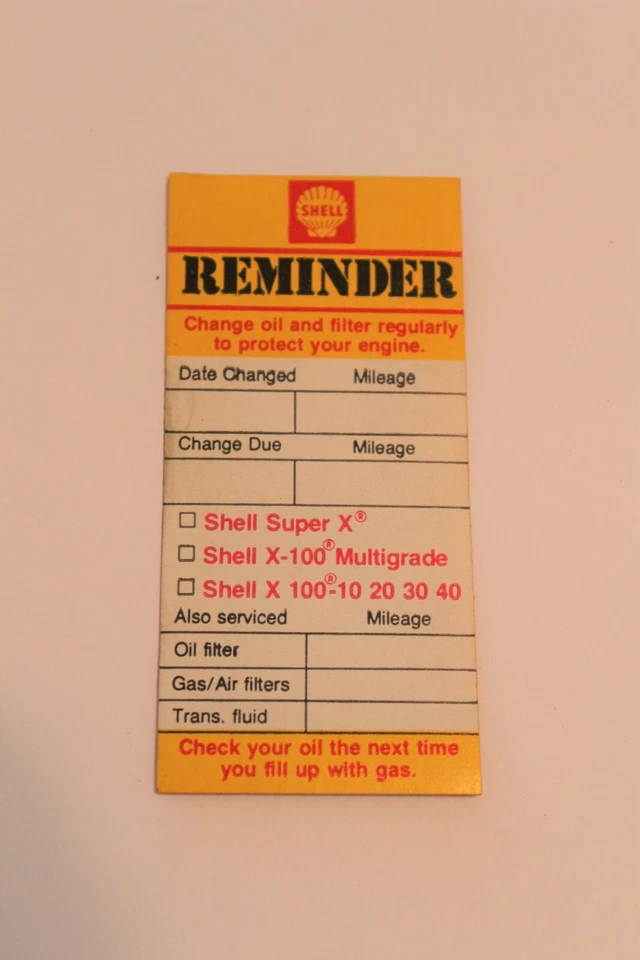 SHELL
REMINDER
Change oil and filter regularly
to protect your engine.
Date Changed Mileage
Change Due Mileage
☐ Shell Super X®
☐ Shell X-100® Multigrade
☐ Shell X 100®-10 20 30 40
Also serviced Mileage
Oil filter
Gas/Air filters
Trans. fluid
Check your oil the next time
you fill up with gas.